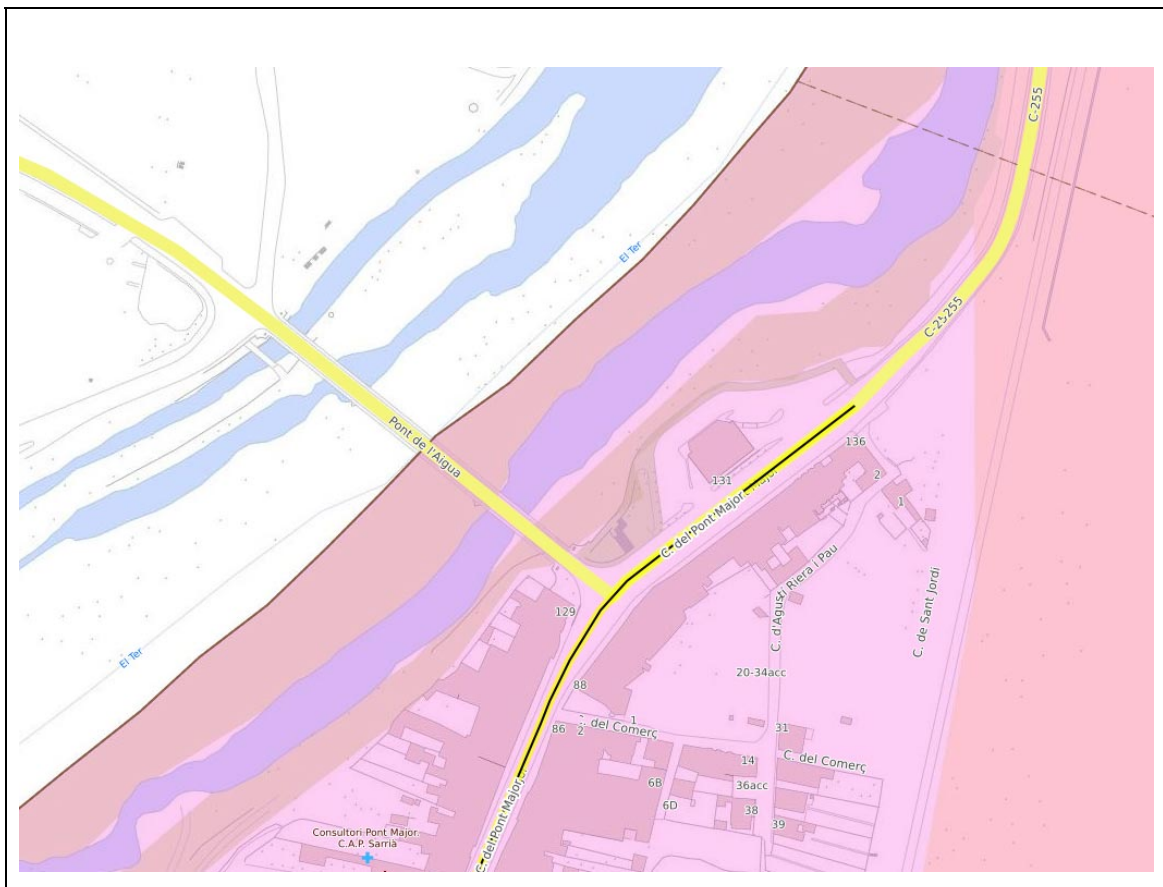 C-255
El Ter
C-25255
Pont de l'Aigua
136
2
131
1
C. del Pont Major
C. d'Agustí Riera i Pau
C. de Sant Jordi
129
20-34acc
88
1
86
2
C. del Comerç
31
C. del Comerç
14
6B
36acc
6D
38
39
C. del Pont Major
El Ter
Consultori Pont Major.
C.A.P. Sarrià